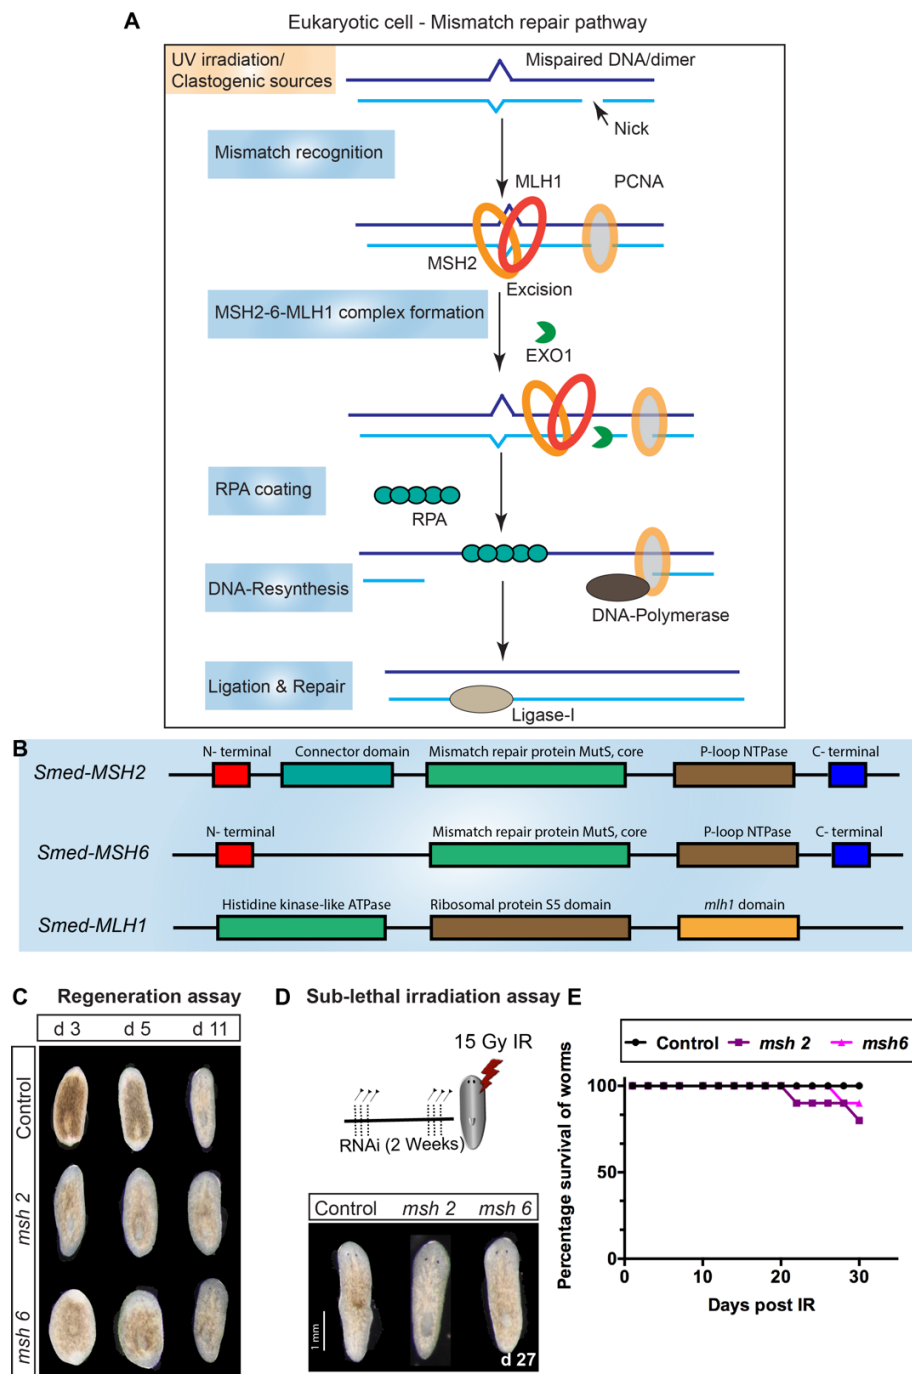 A
Eukaryotic cell - Mismatch repair pathway
UV irradiation/
Clastogenic sources
Mispaired DNA/dimer
Nick
Mismatch recognition
MLH1
PCNA
MSH2
Excision
MSH2-6-MLH1 complex formation
EXO1
RPA coating
RPA
DNA-Resynthesis
DNA-Polymerase
Ligation & Repair
Ligase-I
B
N- terminal
Connector domain
Mismatch repair protein MutS, core
P-loop NTPase
C- terminal
Smed-MSH2
N- terminal
Mismatch repair protein MutS, core
P-loop NTPase
C- terminal
Smed-MSH6
Histidine kinase-like ATPase
Ribosomal protein S5 domain
mlh1 domain
Smed-MLH1
C
Regeneration assay
d 3
d 5
d 11
Control
msh 2
msh 6
D
Sub-lethal irradiation assay
15 Gy IR
RNAi (2 Weeks)
Control
msh 2
msh 6
1 mm
d 27
E
Control
msh 2
msh6
Percentage survival of worms
100
50
0
0
10
20
30
Days post IR